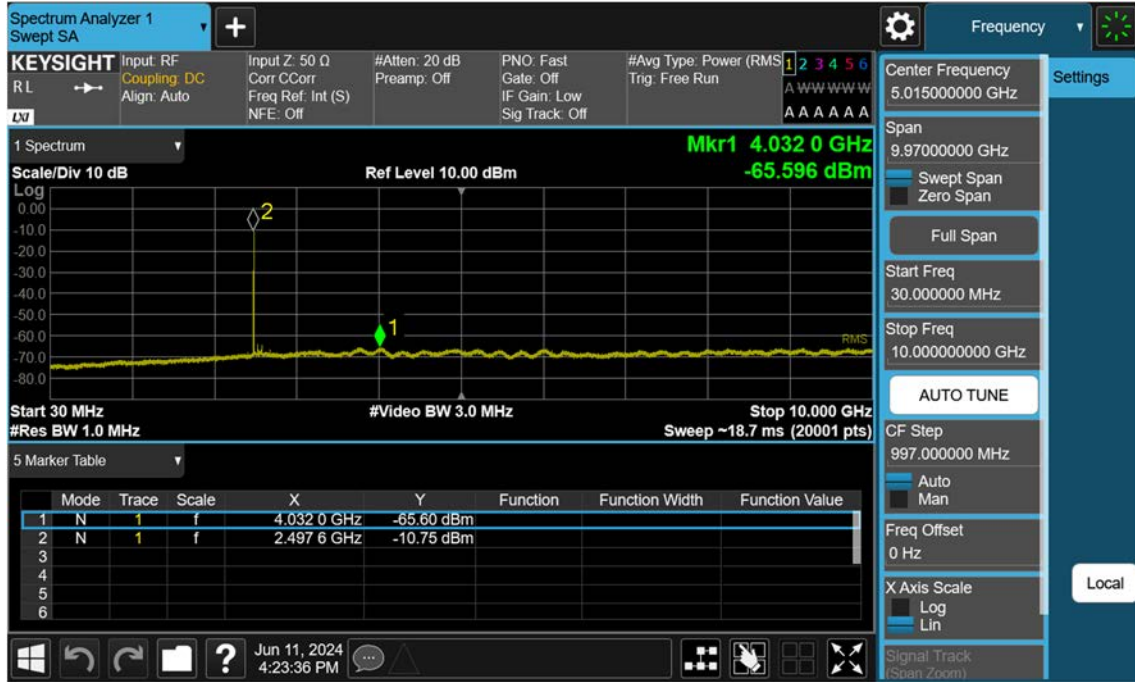 Spectrum Analyzer 1
Swept SA
Frequency
KEYSIGHT
R L
LXI
Input: RF
Coupling: DC
Align: Auto
Input Z: 50 Ω
Corr CCorr
Freq Ref: Int (S)
NFE: Off
#Atten: 20 dB
Preamp: Off
PNO: Fast
Gate: Off
IF Gain: Low
Sig Track: Off
#Avg Type: Power (RMS
Trig: Free Run
1 2 3 4 5 6
A W W W W W
A A A A A A
1 Spectrum
Scale/Div 10 dB
Ref Level 10.00 dBm
Mkr1 4.032 0 GHz
-65.596 dBm
Log
0.00
-10.0
-20.0
-30.0
-40.0
-50.0
-60.0
-70.0
-80.0
2
1
RMS
Start 30 MHz
#Video BW 3.0 MHz
Stop 10.000 GHz
#Res BW 1.0 MHz
Sweep ~18.7 ms (20001 pts)
5 Marker Table
Mode Trace Scale X Y Function Function Width Function Value
1 N 1 f 4.032 0 GHz -65.60 dBm
2 N 1 f 2.497 6 GHz -10.75 dBm
3
4
5
6
?
Jun 11, 2024
4:23:36 PM
Center Frequency
5.015000000 GHz
Span
9.97000000 GHz
Swept Span
Zero Span
Full Span
Start Freq
30.000000 MHz
Stop Freq
10.000000000 GHz
AUTO TUNE
CF Step
997.000000 MHz
Auto
Man
Freq Offset
0 Hz
X Axis Scale
Log
Lin
Signal Track
(Span Zoom)
Settings
Local